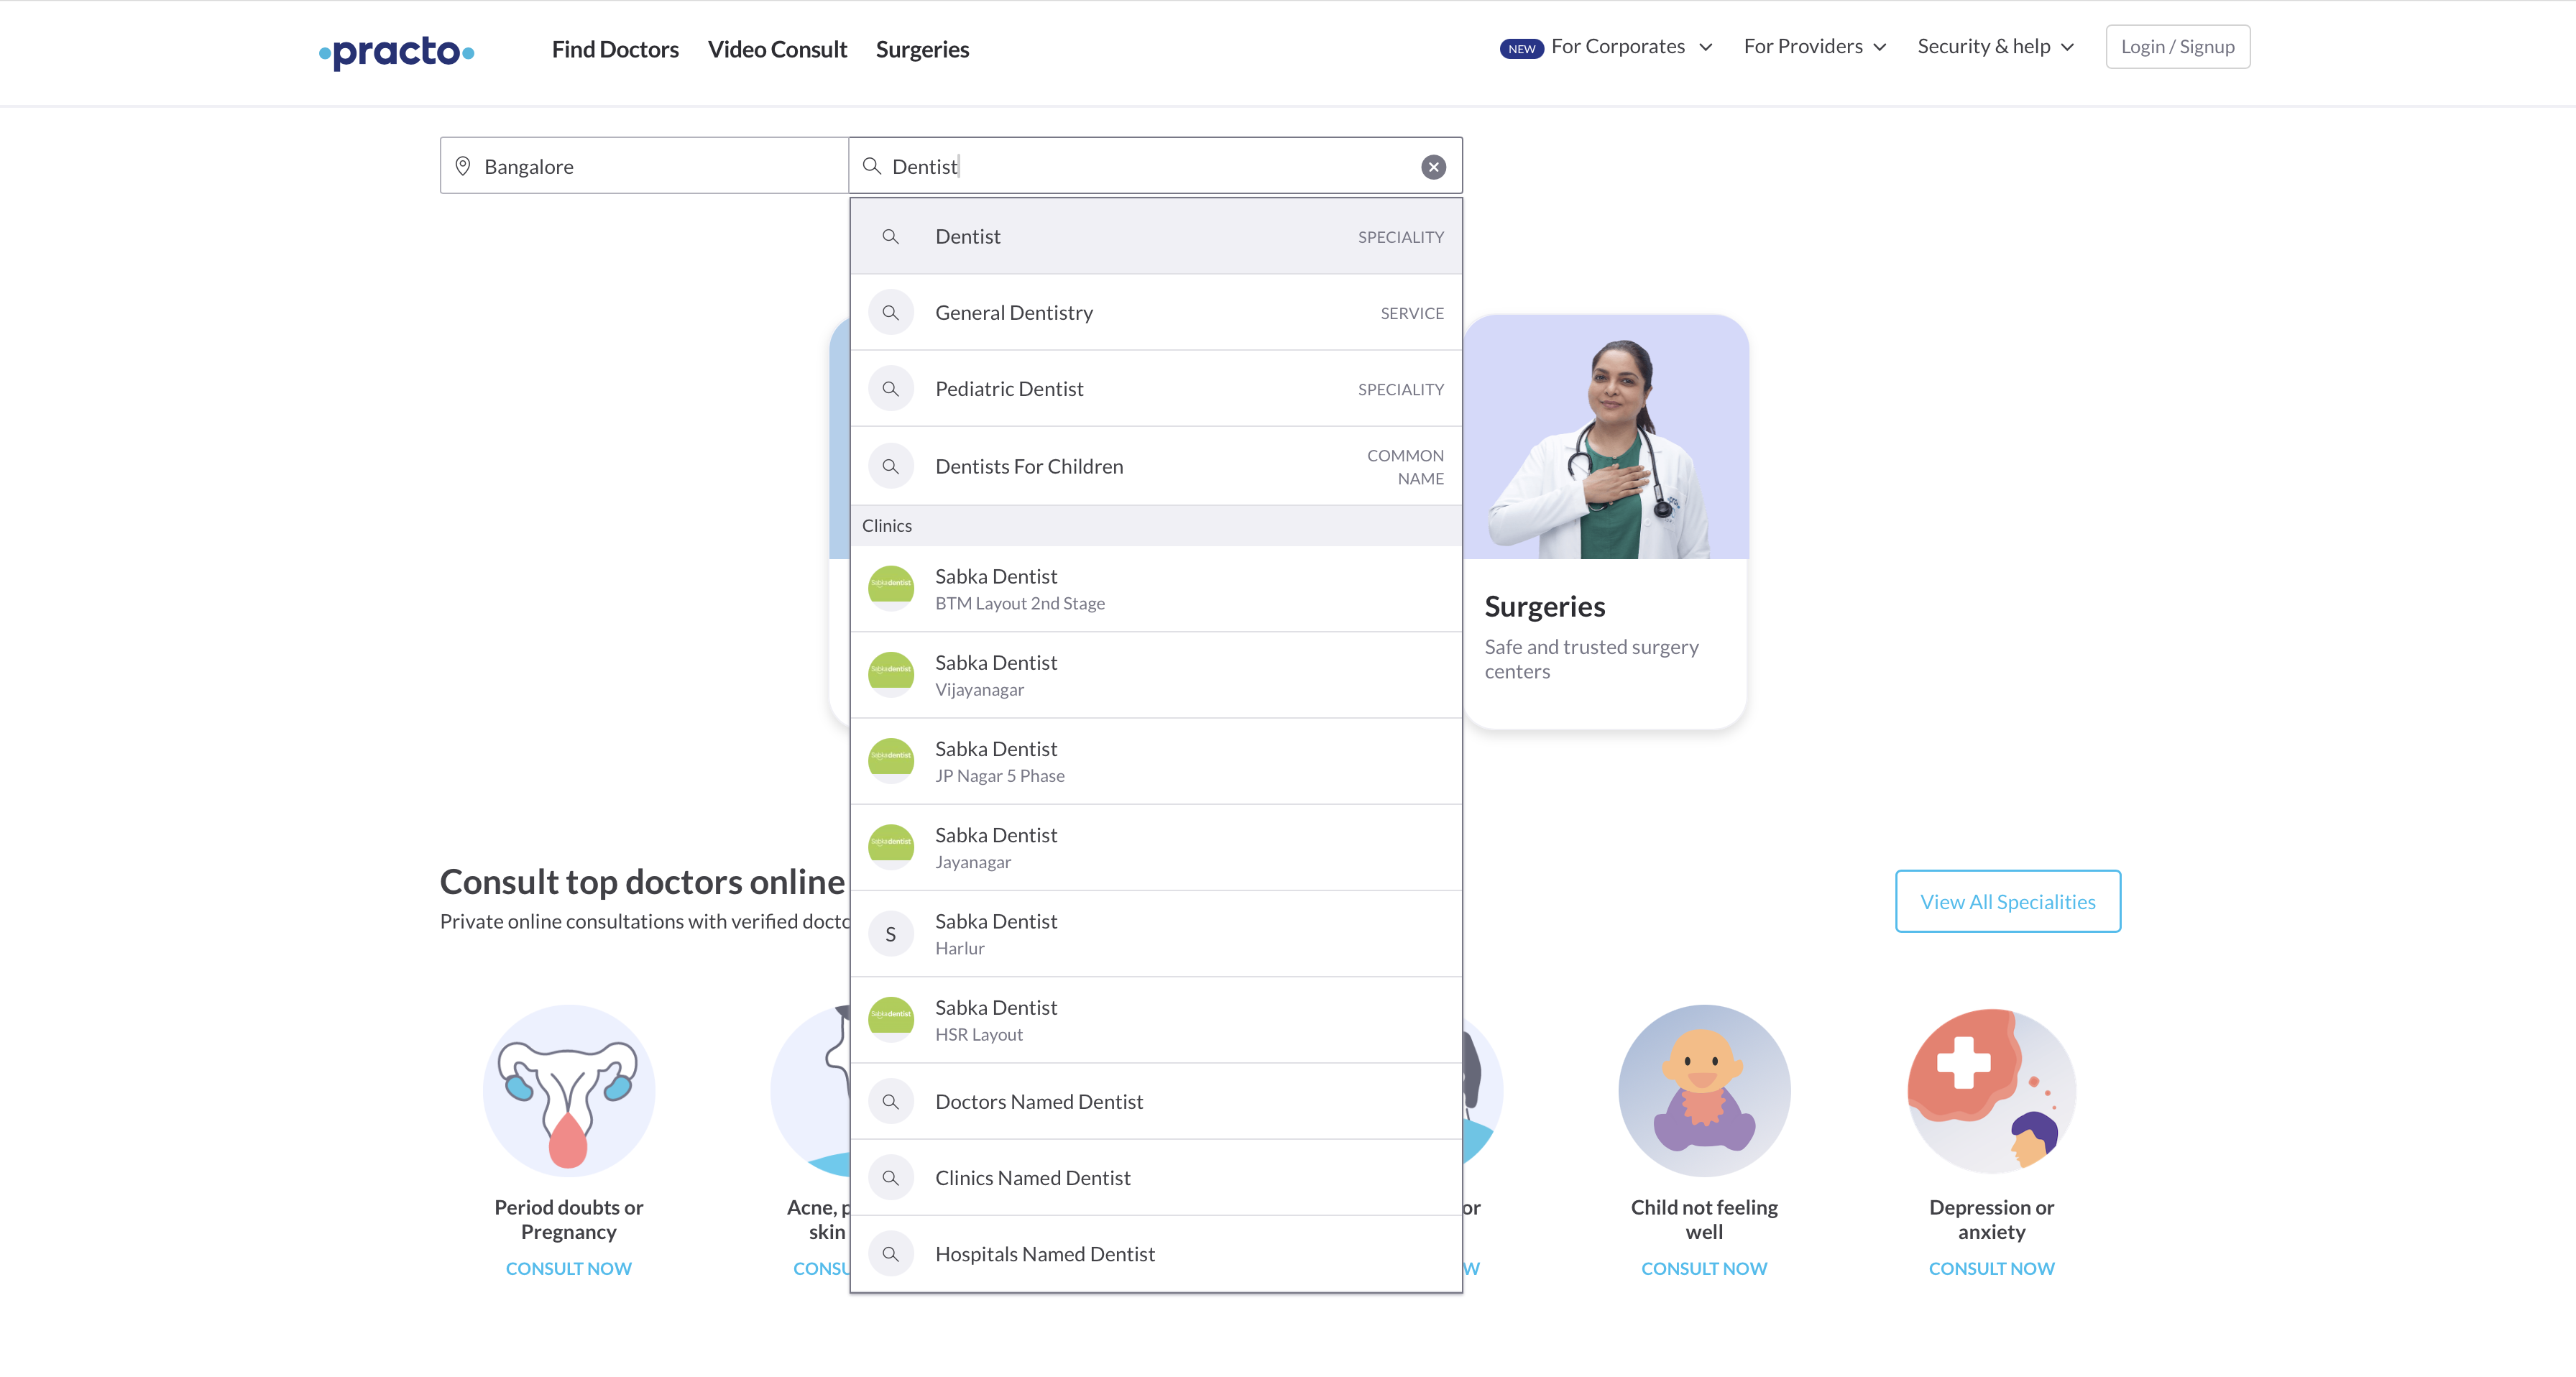 practo
Find Doctors
Video Consult
Surgeries
NEW
For Corporates
For Providers
Security & help
Login / Signup
Bangalore
Dentist
Dentist
SPECIALITY
General Dentistry
SERVICE
Pediatric Dentist
SPECIALITY
Dentists For Children
COMMON
NAME
Clinics
Sabkadentist
Sabka Dentist
BTM Layout 2nd Stage
Sabkadentist
Sabka Dentist
Vijayanagar
Sabkadentist
Sabka Dentist
JP Nagar 5 Phase
Sabkadentist
Sabka Dentist
Jayanagar
S
Sabka Dentist
Harlur
Sabkadentist
Sabka Dentist
HSR Layout
Doctors Named Dentist
Clinics Named Dentist
Hospitals Named Dentist
Surgeries
Safe and trusted surgery
centers
Consult top doctors online
Private online consultations with verified docto
View All Specialities
Period doubts or
Pregnancy
CONSULT NOW
Acne, p
skin
CONSU
or
W
Child not feeling
well
CONSULT NOW
Depression or
anxiety
CONSULT NOW